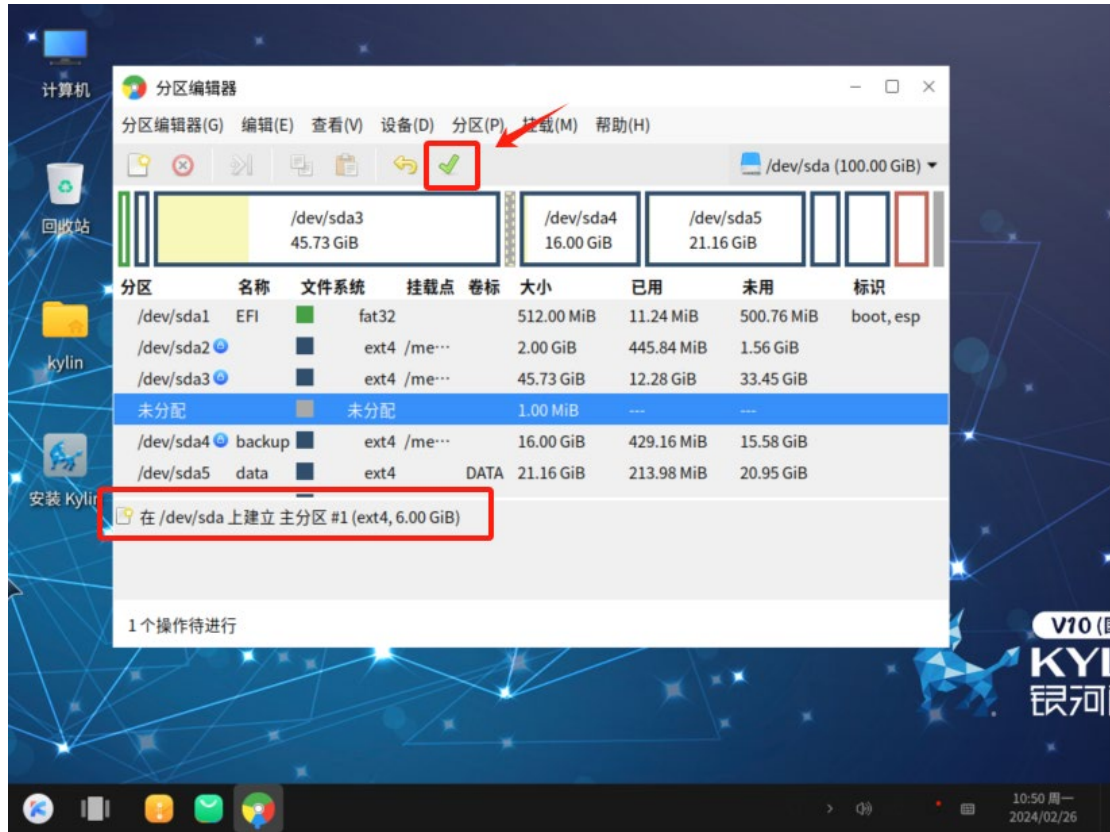 计算机
回收站
kylin
安装 Kylin
分区编辑器
分区编辑器(G) 编辑(E) 查看(V) 设备(D) 分区(P) 挂载(M) 帮助(H)
/dev/sda (100.00 GiB)
/dev/sda3 /dev/sda4 /dev/sda5
45.73 GiB 16.00 GiB 21.16 GiB
分区 名称 文件系统 挂载点 卷标 大小 已用 未用 标识
/dev/sda1 EFI fat32 512.00 MiB 11.24 MiB 500.76 MiB boot, esp
/dev/sda2 ext4 /me… 2.00 GiB 445.84 MiB 1.56 GiB
/dev/sda3 ext4 /me… 45.73 GiB 12.28 GiB 33.45 GiB
未分配 未分配 1.00 MiB --- ---
/dev/sda4 backup ext4 /me… 16.00 GiB 429.16 MiB 15.58 GiB
/dev/sda5 data ext4 DATA 21.16 GiB 213.98 MiB 20.95 GiB
在 /dev/sda 上建立 主分区 #1 (ext4, 6.00 GiB)
1个操作待进行
V10
KY
银河
10:50 周一
2024/02/26